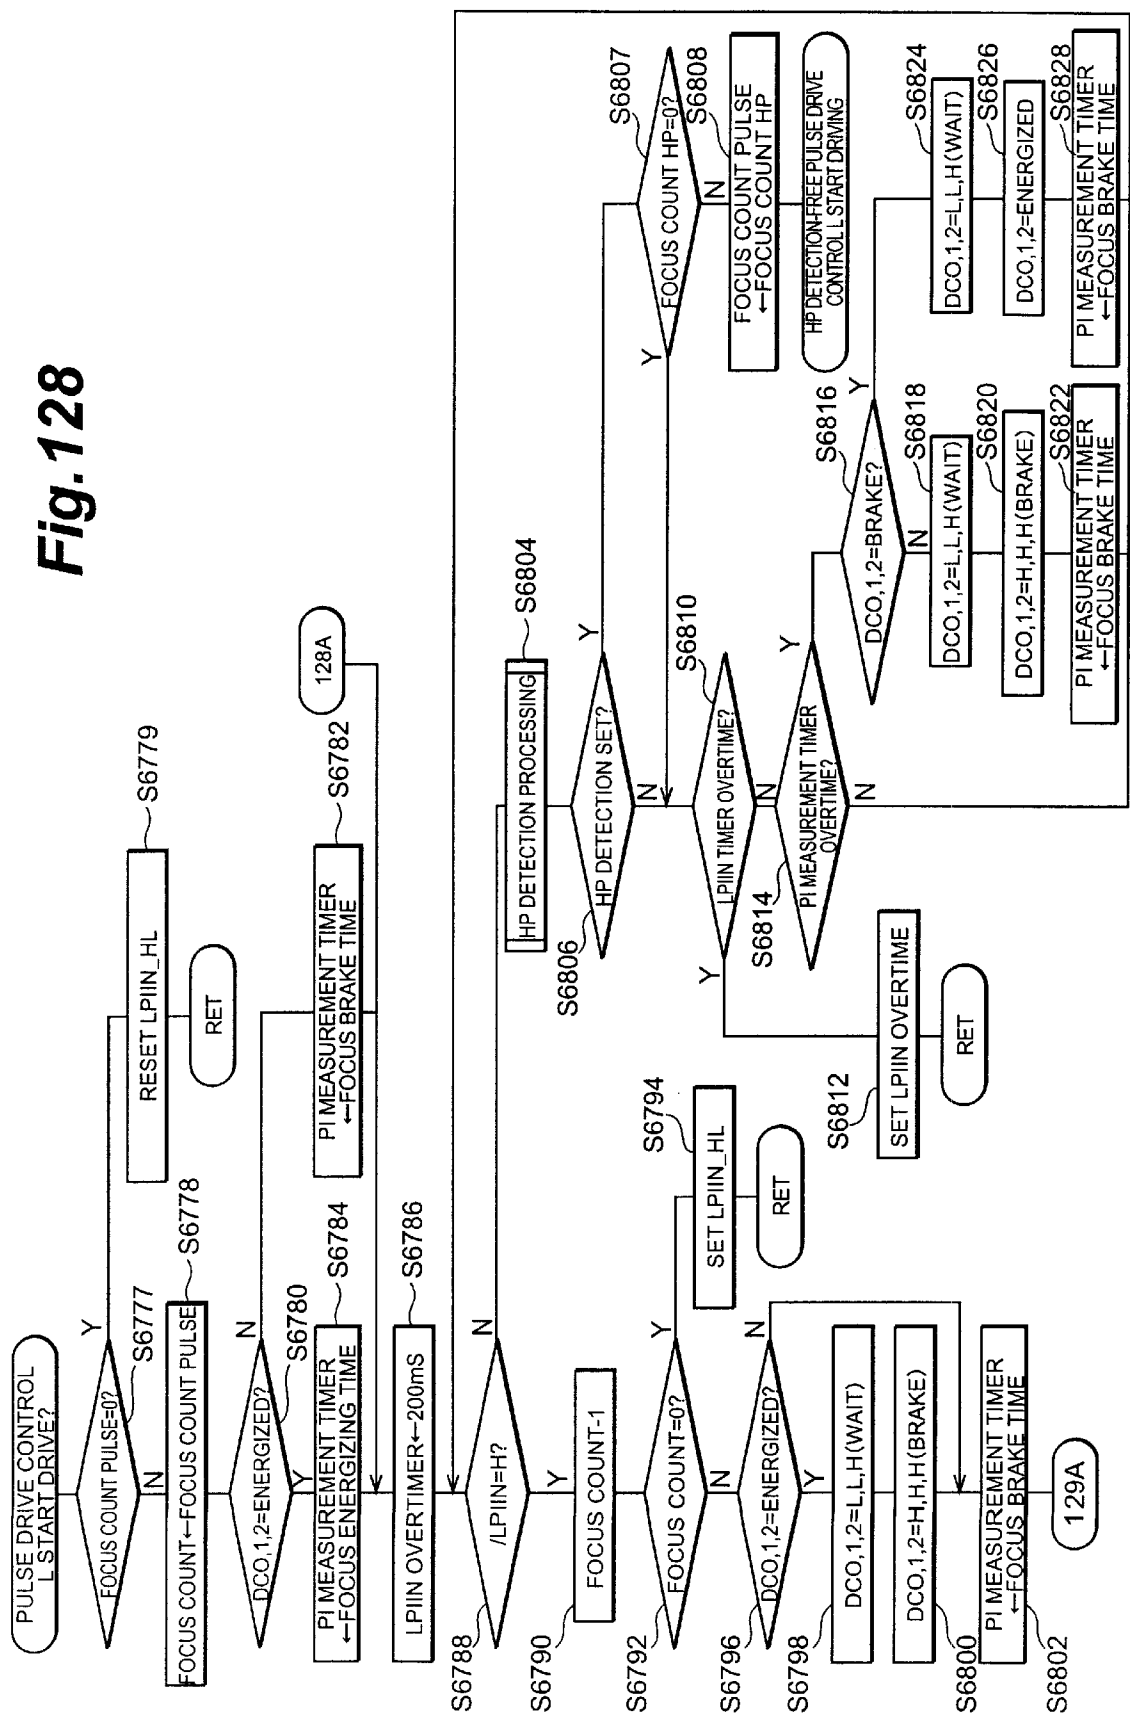 Fig.128
PULSE DRIVE CONTROL
L START DRIVE?
FOCUS COUNT PULSE=0?
S6777
Y
N
RESET LPIIN_HL
S6779
RET
FOCUS COUNT←FOCUS COUNT PULSE
S6778
DCO,1,2=ENERGIZED?
S6780
N
Y
PI MEASUREMENT TIMER
←FOCUS BRAKE TIME
S6782
PI MEASUREMENT TIMER
←FOCUS ENERGIZING TIME
S6784
128A
LPIIN OVERTIMER←200mS
S6786
/LPIIN=H?
S6788
N
Y
FOCUS COUNT-1
S6790
FOCUS COUNT=0?
S6792
Y
N
SET LPIIN_HL
S6794
RET
DCO,1,2=ENERGIZED?
S6796
N
Y
DCO,1,2=L,L,H(WAIT)
S6798
DCO,1,2=H,H,H(BRAKE)
S6800
PI MEASUREMENT TIMER
←FOCUS BRAKE TIME
S6802
129A
HP DETECTION PROCESSING
S6804
HP DETECTION SET?
S6806
Y
N
FOCUS COUNT HP=0?
S6807
Y
N
FOCUS COUNT PULSE
←FOCUS COUNT HP
S6808
HP DETECTION-FREE PULSE DRIVE
CONTROL L START DRIVING
LPIIN TIMER OVERTIME?
S6810
Y
N
SET LPIIN OVERTIME
S6812
RET
PI MEASUREMENT TIMER
OVERTIME?
S6814
Y
N
DCO,1,2=BRAKE?
S6816
Y
N
DCO,1,2=L,L,H(WAIT)
S6818
DCO,1,2=H,H,H(BRAKE)
S6820
PI MEASUREMENT TIMER
←FOCUS BRAKE TIME
S6822
DCO,1,2=L,L,H(WAIT)
S6824
DCO,1,2=ENERGIZED
S6826
PI MEASUREMENT TIMER
←FOCUS BRAKE TIME
S6828